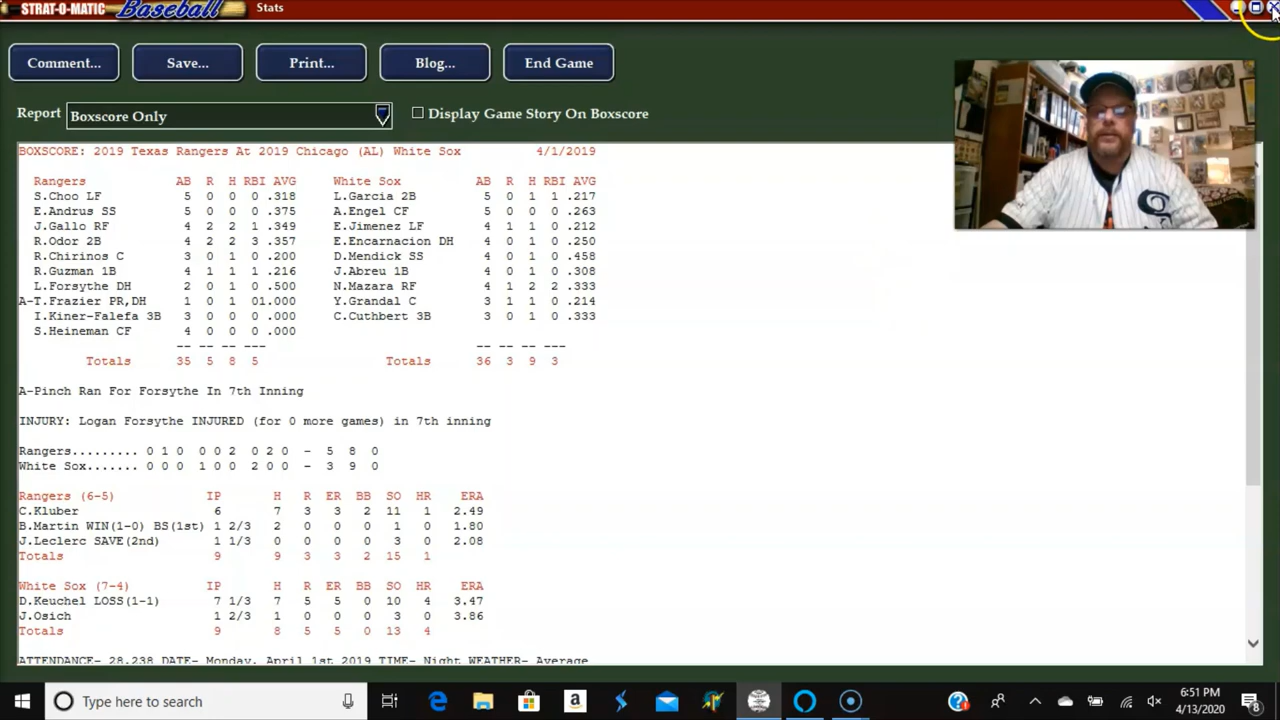 STRAT-O-MATIC Baseball Stats
Comment... Save... Print... Blog... End Game
Report Boxscore Only Display Game Story On Boxscore
BOXSCORE: 2019 Texas Rangers At 2019 Chicago (AL) White Sox 4/1/2019
Rangers AB R H RBI AVG White Sox AB R H RBI AVG
S.Choo LF 5 0 0 0 .318 L.Garcia 2B 5 0 1 1 .217
E.Andrus SS 5 0 0 0 .375 A.Engel CF 5 0 0 0 .263
J.Gallo RF 4 2 2 1 .349 E.Jimenez LF 4 1 1 0 .212
R.Odor 2B 4 2 2 3 .357 E.Encarnacion DH 4 0 1 0 .250
R.Chirinos C 3 0 1 0 .200 D.Mendick SS 4 0 1 0 .458
R.Guzman 1B 4 1 1 1 .216 J.Abreu 1B 4 0 1 0 .308
L.Forsythe DH 2 0 1 0 .500 N.Mazara RF 4 1 2 2 .333
A-T.Frazier PR,DH 1 0 1 01.000 Y.Grandal C 3 1 1 0 .214
I.Kiner-Falefa 3B 3 0 0 0 .000 C.Cuthbert 3B 3 0 1 0 .333
S.Heineman CF 4 0 0 0 .000
-- -- -- --- -- -- -- ---
Totals 35 5 8 5 Totals 36 3 9 3
A-Pinch Ran For Forsythe In 7th Inning
INJURY: Logan Forsythe INJURED (for 0 more games) in 7th inning
Rangers......... 0 1 0 0 0 2 0 2 0 - 5 8 0
White Sox....... 0 0 0 1 0 0 2 0 0 - 3 9 0
Rangers (6-5) IP H R ER BB SO HR ERA
C.Kluber 6 7 3 3 2 11 1 2.49
B.Martin WIN(1-0) BS(1st) 1 2/3 2 0 0 0 1 0 1.80
J.Leclerc SAVE(2nd) 1 1/3 0 0 0 0 3 0 2.08
Totals 9 9 3 3 2 15 1
White Sox (7-4) IP H R ER BB SO HR ERA
D.Keuchel LOSS(1-1) 7 1/3 7 5 5 0 10 4 3.47
J.Osich 1 2/3 1 0 0 0 3 0 3.86
Totals 9 8 5 5 0 13 4
ATTENDANCE- 28,238 DATE- Monday, April 1st 2019 TIME- Night WEATHER- Average
Type here to search
6:51 PM
4/13/2020
8